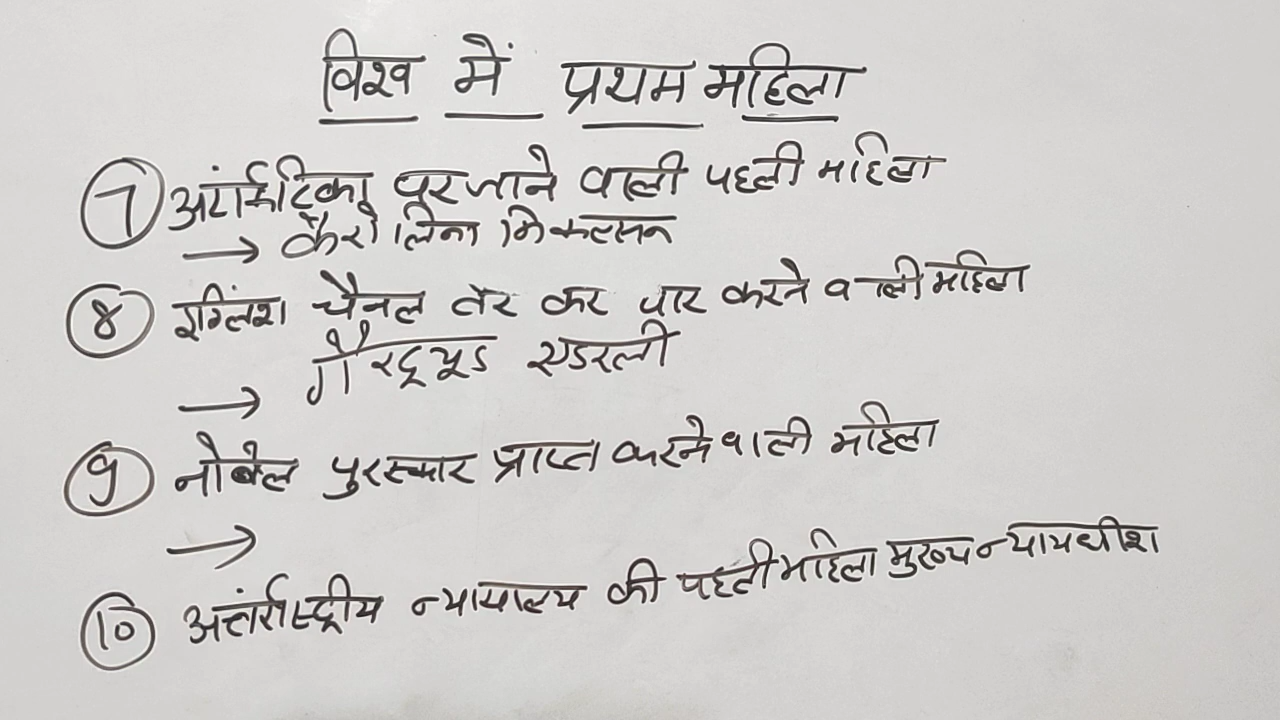 विश्व में प्रथम महिला
7 अंटार्कटिका पर जाने वाली पहली महिला
→ कैरोलिना मिकल्सन
8 इंग्लिश चैनल तैर कर पार करने वाली महिला
→ गैरट्रयूड एडरली
9 नोबेल पुरस्कार प्राप्त करने वाली महिला
→
10 अंतर्राष्ट्रीय न्यायालय की पहली महिला मुख्य न्यायधीश